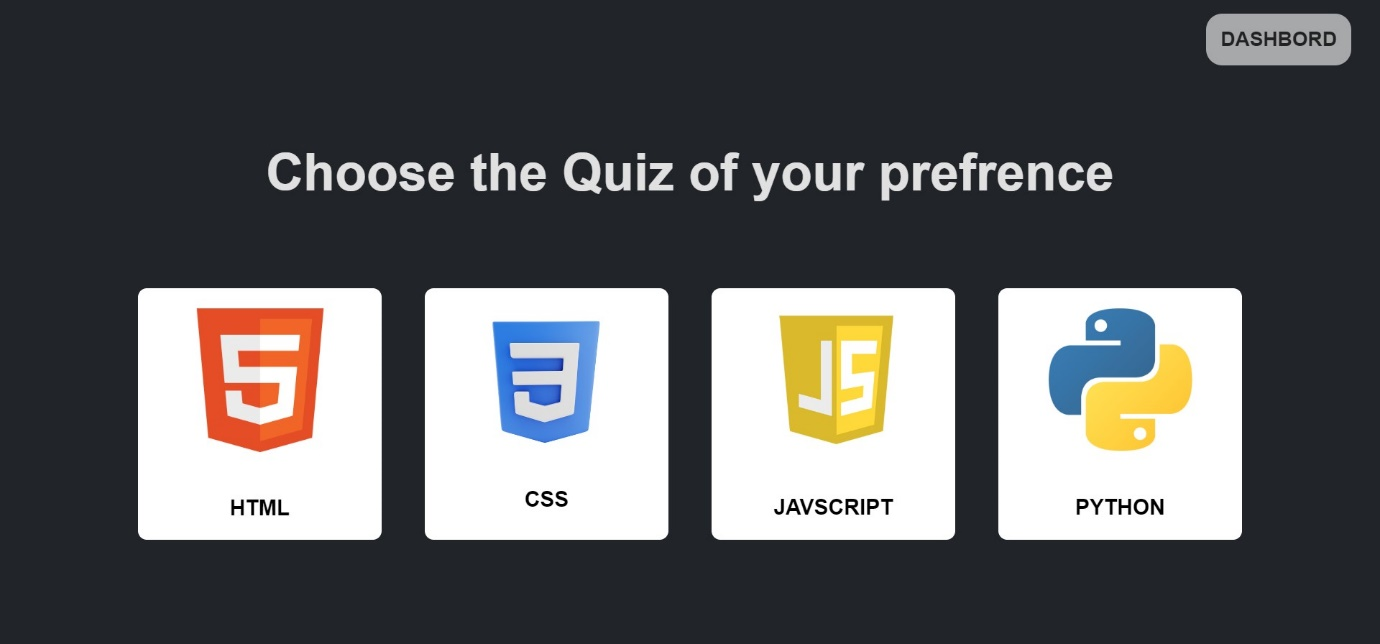 DASHBORD
Choose the Quiz of your prefrence
5
3
JS
HTML
CSS
JAVSCRIPT
PYTHON